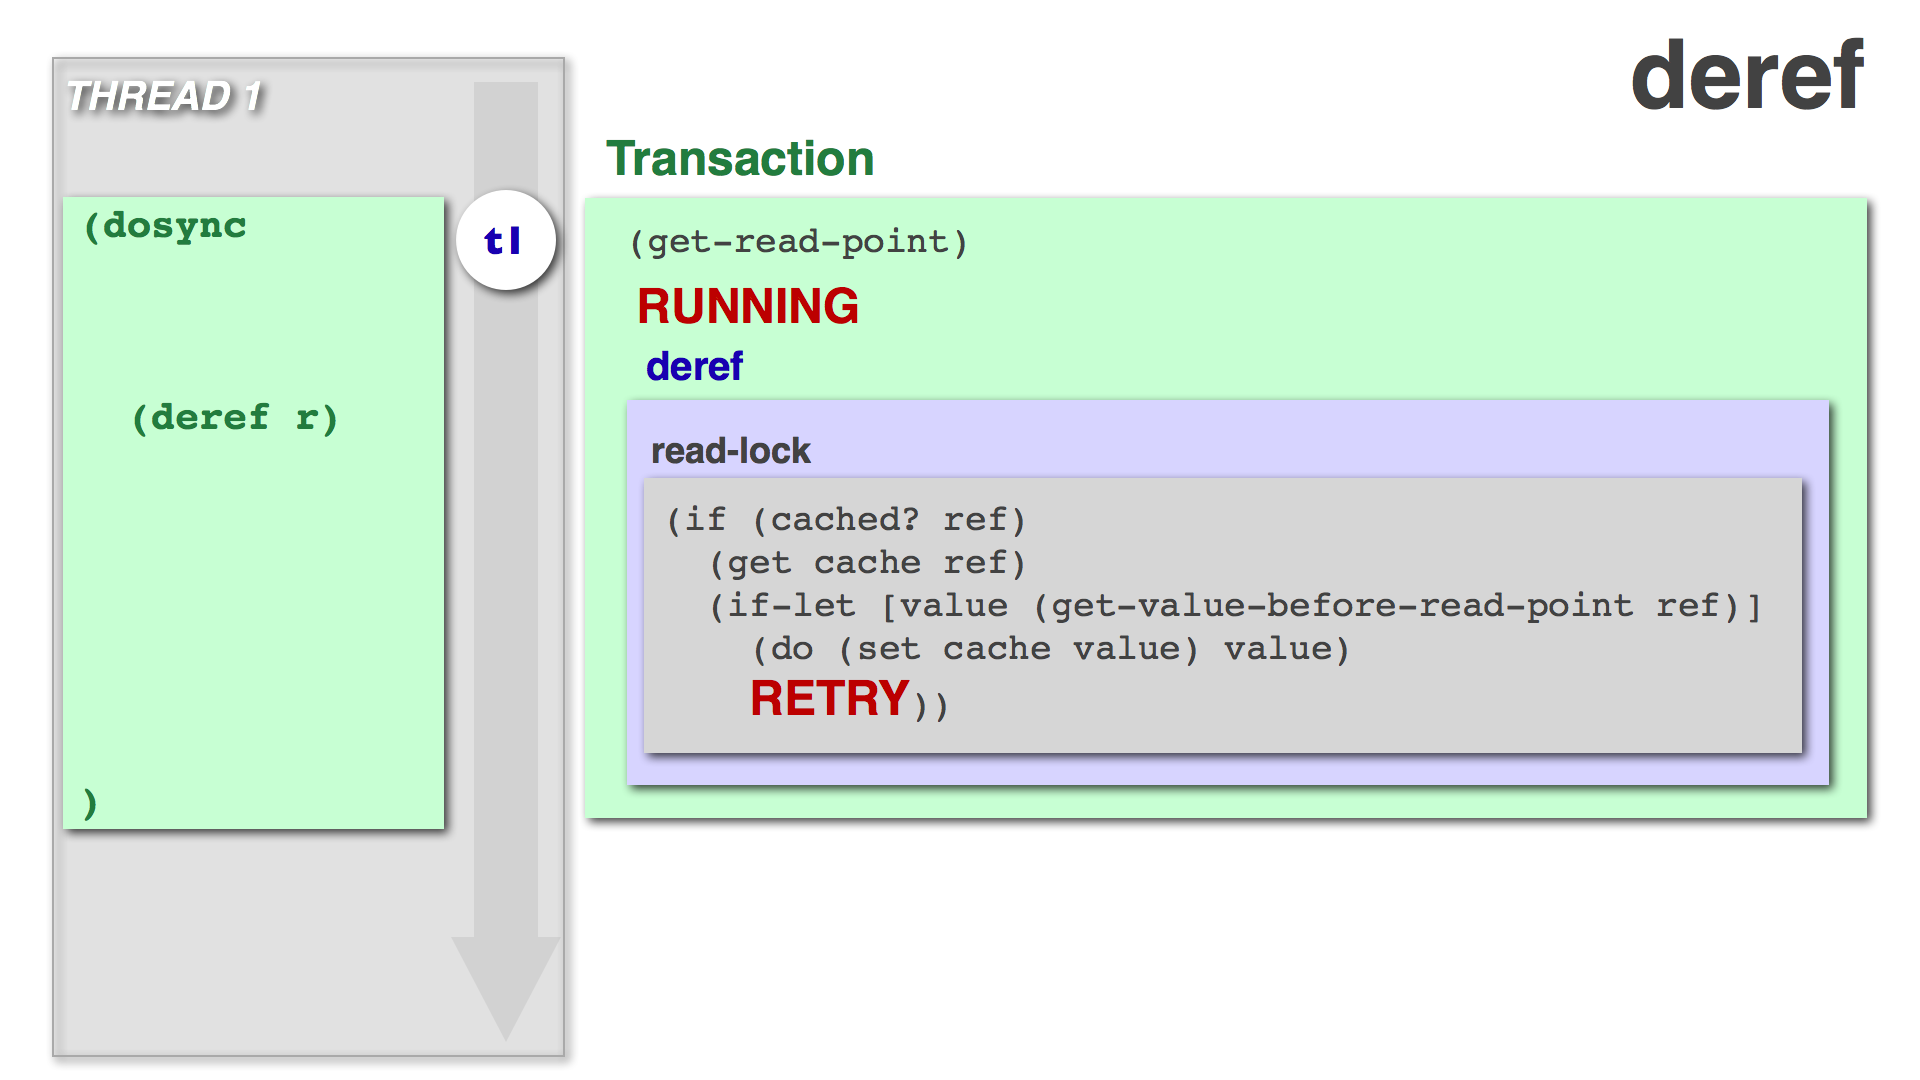 deref
THREAD 1
Transaction
(dosync
t1
(get-read-point)
RUNNING
deref
(deref r)
read-lock
(if (cached? ref)
(get cache ref)
(if-let [value (get-value-before-read-point ref)]
(do (set cache value) value)
RETRY))
)